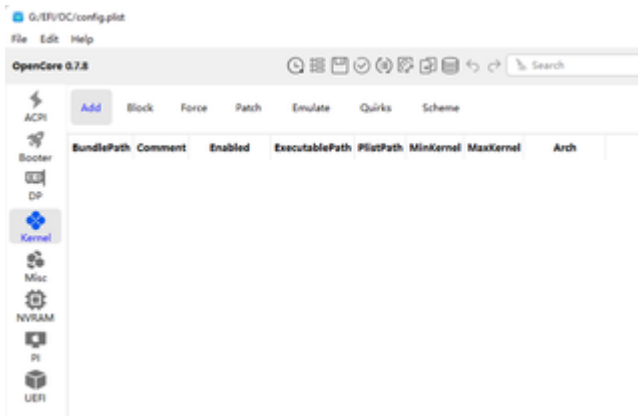 G:/EFI/OC/config.plist
File Edit Help
OpenCore 0.7.8 Search
Add Block Force Patch Emulate Quirks Scheme
BundlePath Comment Enabled ExecutablePath PlistPath MinKernel MaxKernel Arch
ACPI
Booter
DP
Kernel
Misc
NVRAM
PI
UEFI